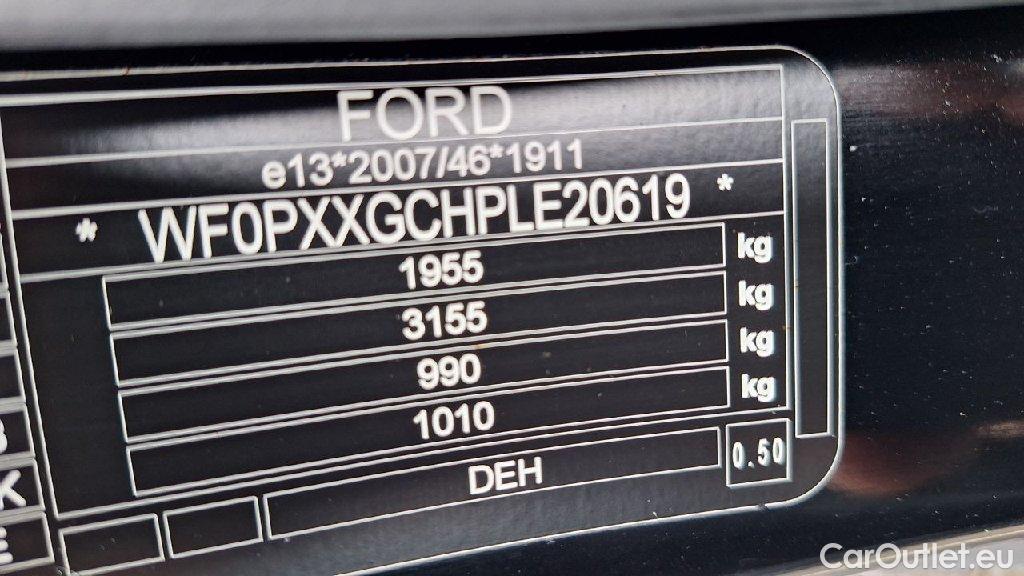 FORD
e13*2007/46*1911
* WF0PXXGCHPLE20619 *
1955 kg
3155 kg
990 kg
1010 kg
DEH 0.50
K
E
CarOutlet.eu